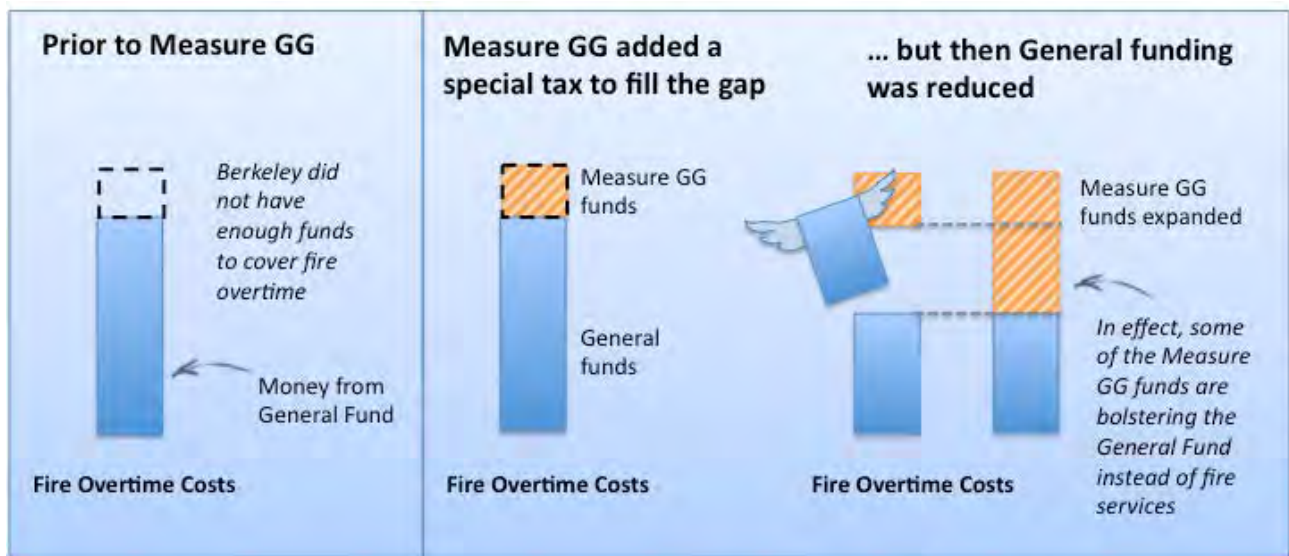 Prior to Measure GG
Berkeley did
not have
enough funds
to cover fire
overtime
Money from
General Fund
Fire Overtime Costs
Measure GG added a
special tax to fill the gap
Measure GG
funds
General
funds
Fire Overtime Costs
... but then General funding
was reduced
Measure GG
funds expanded
In effect, some
of the Measure
GG funds are
bolstering the
General Fund
instead of fire
services
Fire Overtime Costs